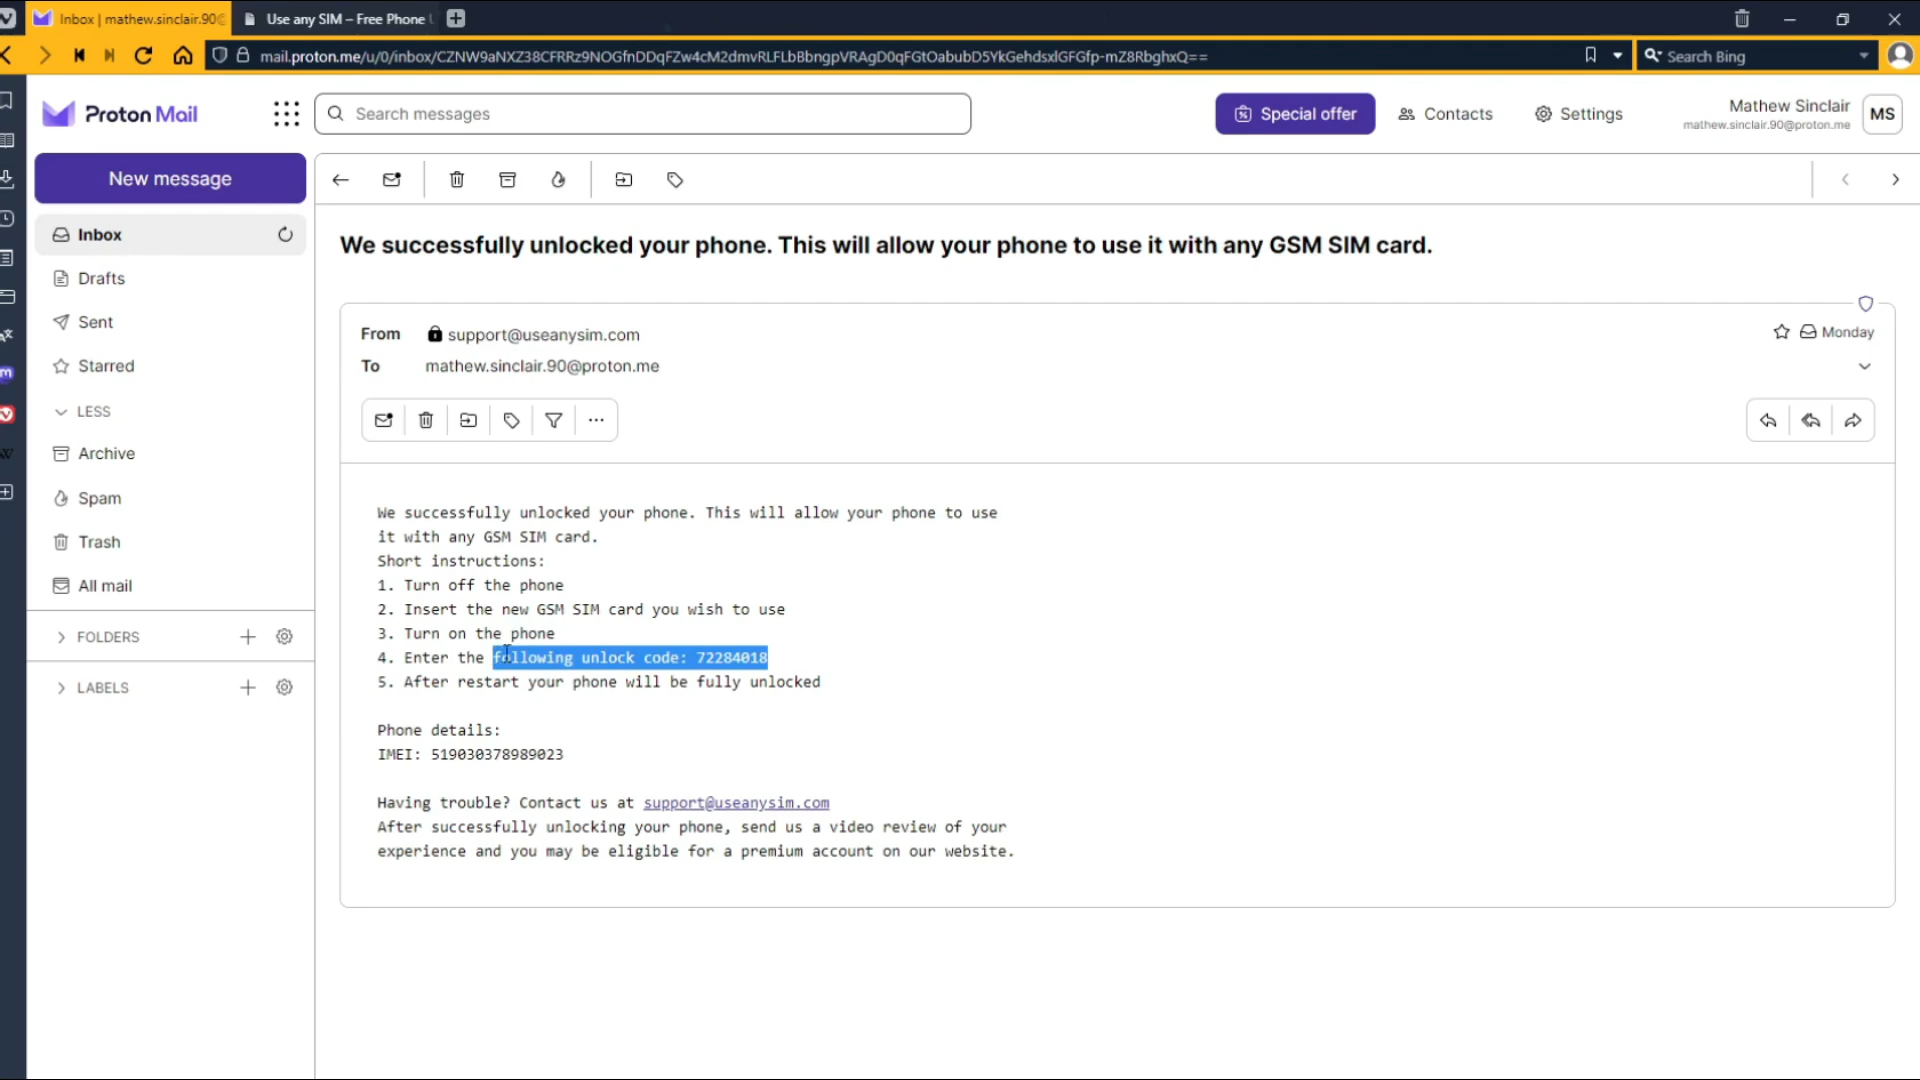 Inbox | mathew.sinclair.90@
Use any SIM – Free Phone U
mail.proton.me/u/0/inbox/CZNW9aNXZ38CFRRz9NOGfnDDqFZw4cM2dmvRLFLbBbngpVRAgD0qFGtOabubD5YkGehdsxlGFGfp-mZ8RbghxQ==
Search Bing
Proton Mail
Search messages
Special offer
Contacts
Settings
Mathew Sinclair
mathew.sinclair.90@proton.me
MS
New message
Inbox
Drafts
Sent
Starred
LESS
Archive
Spam
Trash
All mail
FOLDERS
LABELS
We successfully unlocked your phone. This will allow your phone to use it with any GSM SIM card.
From support@useanysim.com
Monday
To mathew.sinclair.90@proton.me
We successfully unlocked your phone. This will allow your phone to use
it with any GSM SIM card.
Short instructions:
1. Turn off the phone
2. Insert the new GSM SIM card you wish to use
3. Turn on the phone
4. Enter the following unlock code: 72284018
5. After restart your phone will be fully unlocked
Phone details:
IMEI: 519030378989023
Having trouble? Contact us at support@useanysim.com
After successfully unlocking your phone, send us a video review of your
experience and you may be eligible for a premium account on our website.